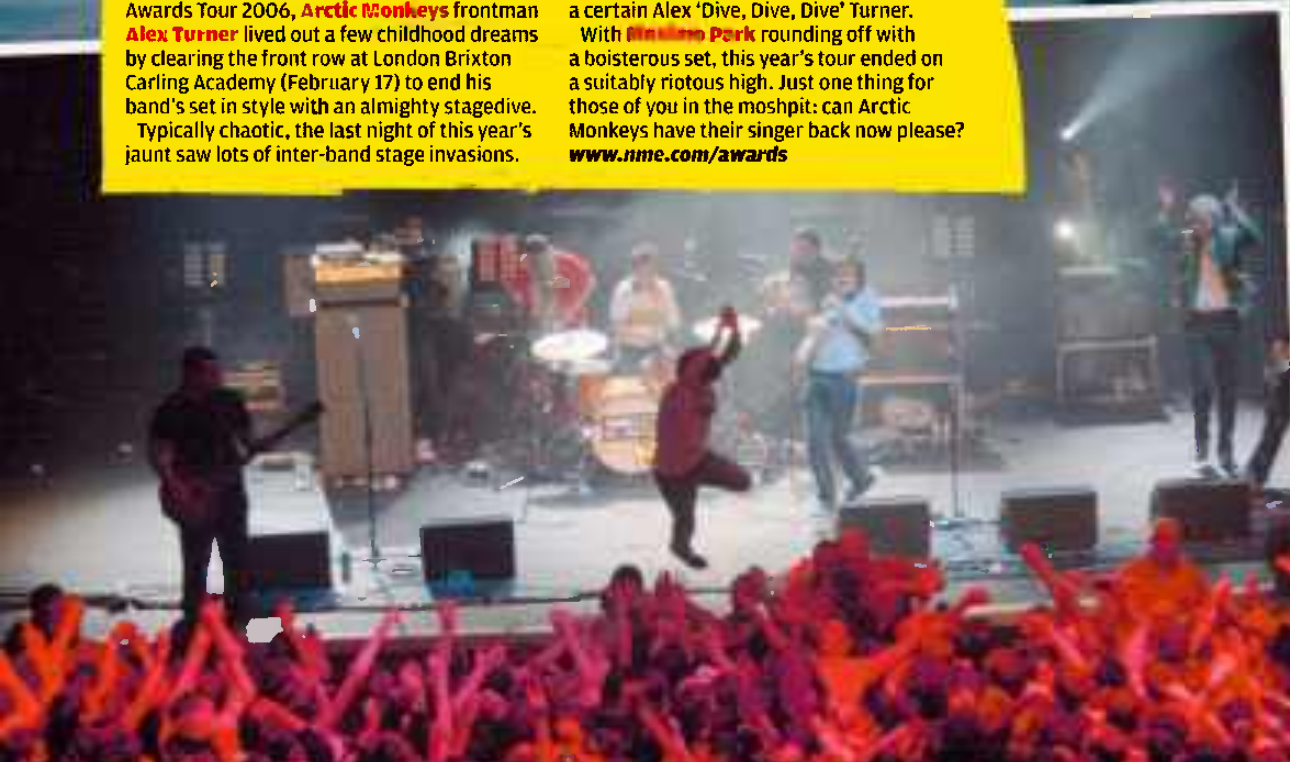 Awards Tour 2006, Arctic Monkeys frontman
Alex Turner lived out a few childhood dreams
by clearing the front row at London Brixton
Carling Academy (February 17) to end his
band's set in style with an almighty stagedive.
Typically chaotic, the last night of this year's
jaunt saw lots of inter-band stage invasions.
a certain Alex 'Dive, Dive, Dive' Turner.
With Park rounding off with
a boisterous set, this year's tour ended on
a suitably riotous high. Just one thing for
those of you in the moshpit: can Arctic
Monkeys have their singer back now please?
www.nme.com/awards